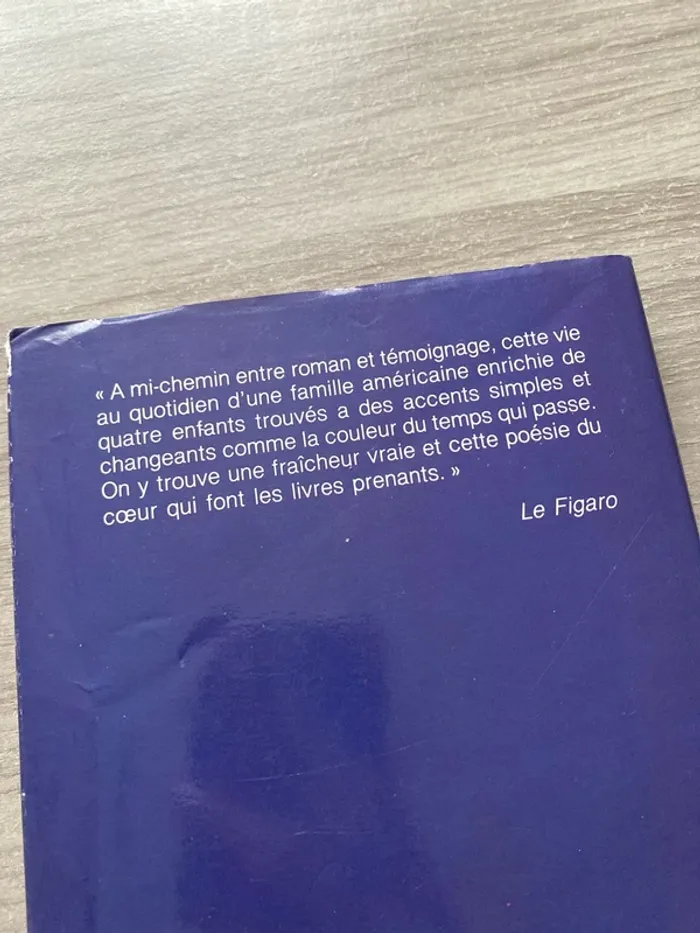 « A mi-chemin entre roman et témoignage, cette vie
au quotidien d'une famille américaine enrichie de
quatre enfants trouvés a des accents simples et
changeants comme la couleur du temps qui passe.
On y trouve une fraîcheur vraie et cette poésie du
cœur qui font les livres prenants. »
Le Figaro